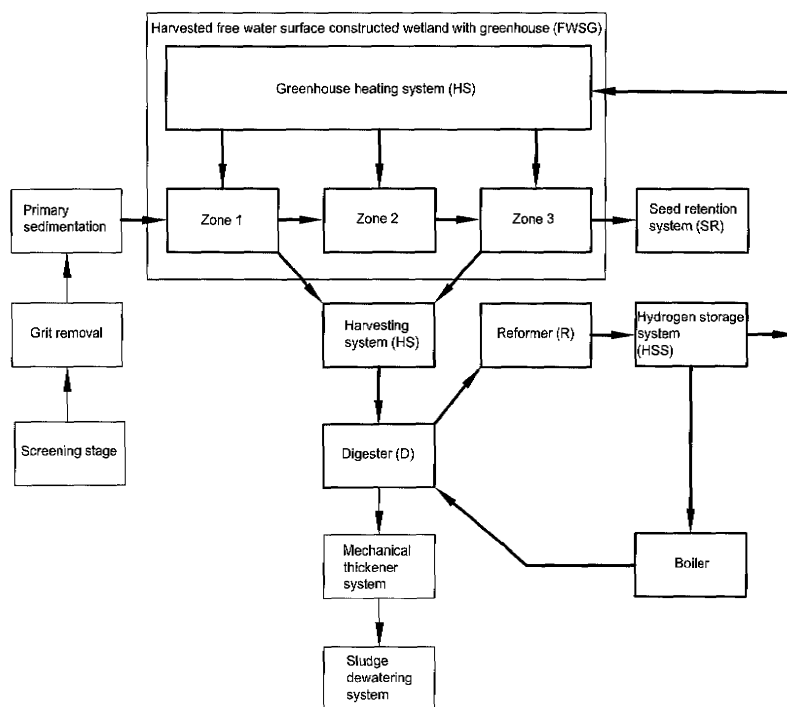 Harvested free water surface constructed wetland with greenhouse (FWSG)
Greenhouse heating system (HS)
Primary
sedimentation
Zone 1
Zone 2
Zone 3
Seed retention
system (SR)
Grit removal
Harvesting
system (HS)
Reformer (R)
Hydrogen storage
system
(HSS)
Screening stage
Digester (D)
Mechanical
thickener
system
Boiler
Sludge
dewatering
system